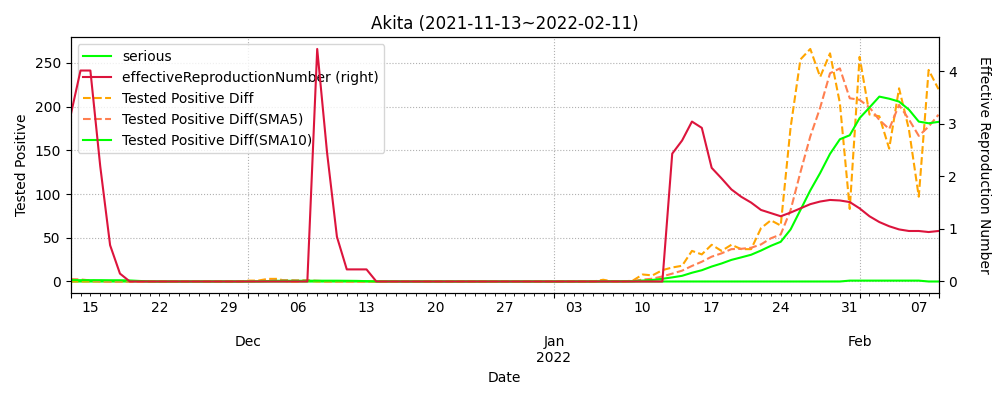 Akita (2021-11-13~2022-02-11)
serious
effectiveReproductionNumber (right)
Tested Positive Diff
Tested Positive Diff(SMA5)
Tested Positive Diff(SMA10)
Tested Positive
250
200
150
100
50
0
4
3
2
1
0
Effective Reproduction Number
15 22 29 06 13 20 27 03 10 17 24 31 07
Dec Jan Feb
2022
Date